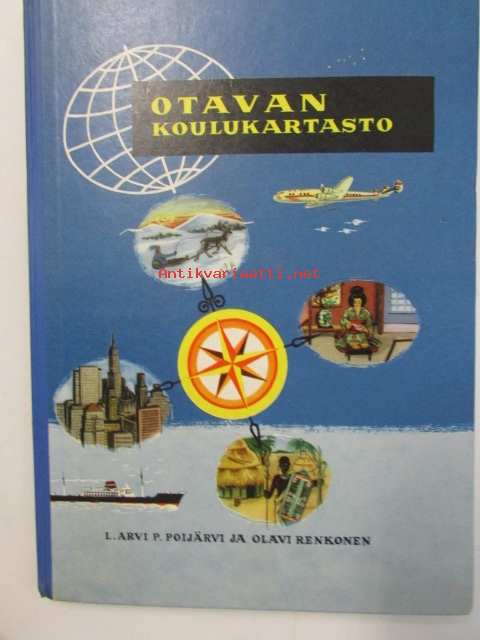 OTAVAN
KOULUKARTASTO
Antikvariaatti.net
L. ARVI P. POIJÄRVI JA OLAVI RENKONEN